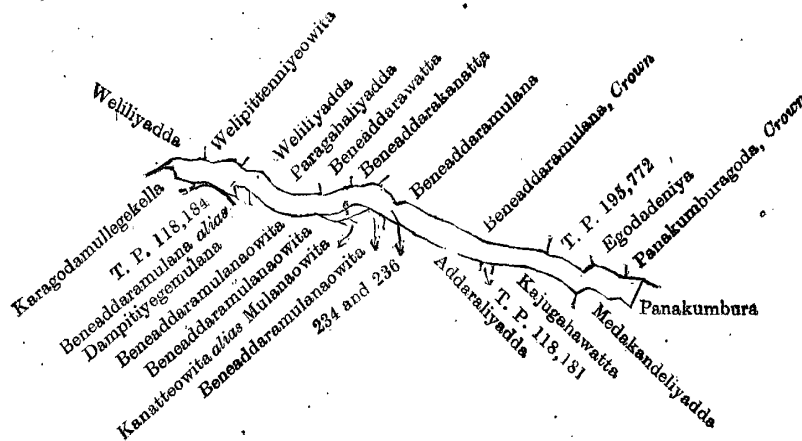 Weliliyadda
Welipittenniyeowita
Weliliyadda
Paragahaliyadda
Beneaddarawatta
Beneaddarakanatta
Beneaddaramulana
Beneaddaramulana, Crown
T. P. 195,772
Egodadeniya
Panakumburagoda, Crown
Karagodamullegekella
T. P. 118,184
Beneaddaramulana alias
Dampitiyegemulana
Beneaddaramulanaowita
Beneaddaramulanaowita
Kanatteowita alias Mulanaowita
Beneaddaramulanaowita
234 and 236
Addaraliyadda
T. P. 118,181
Kajugahawatta
Medakandeliyadda
Panakumbura